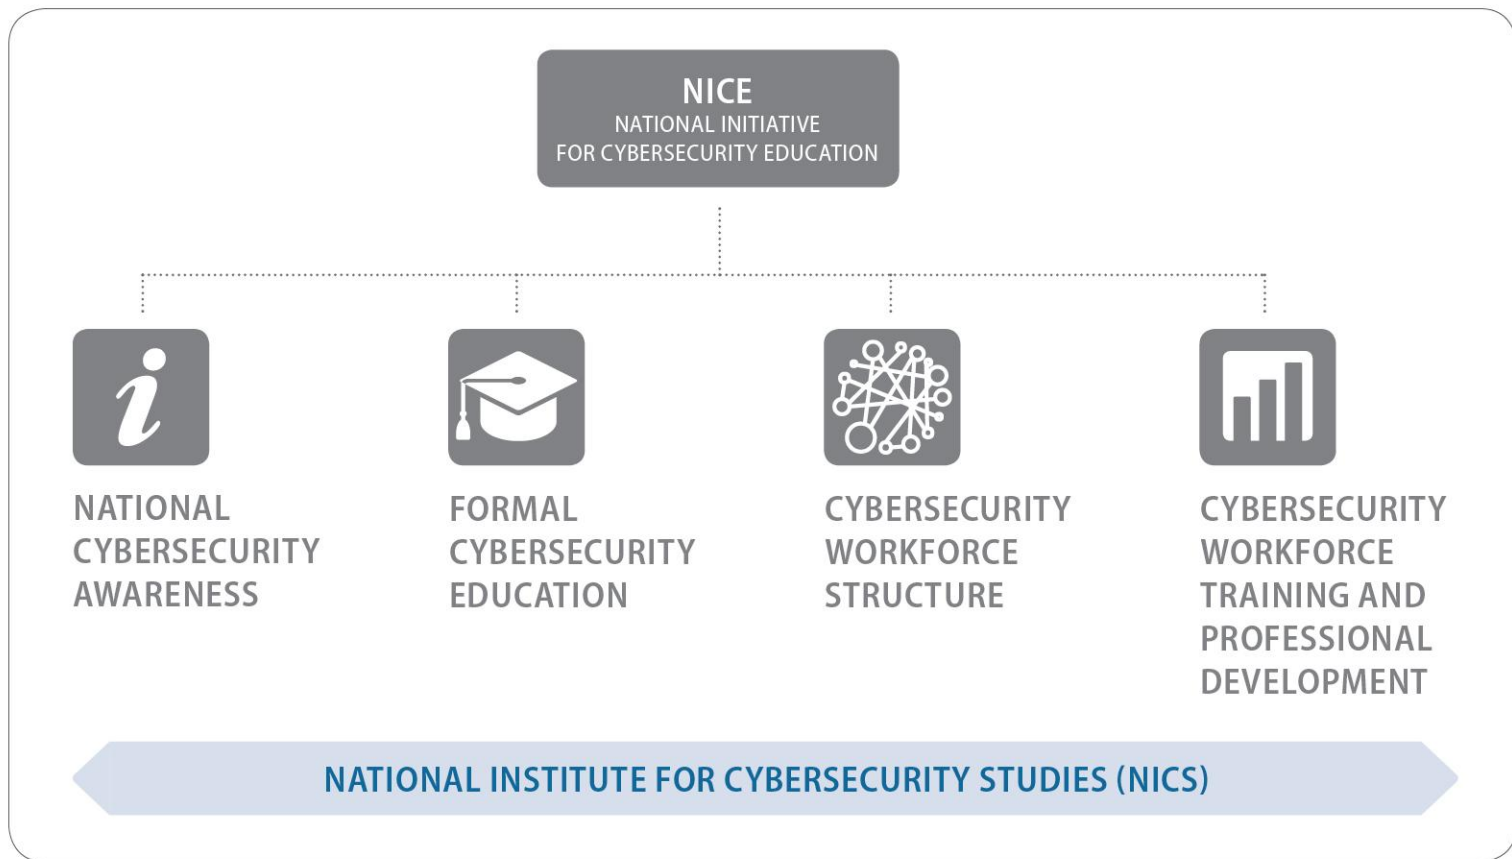 NICE
NATIONAL INITIATIVE
FOR CYBERSECURITY EDUCATION
NATIONAL
CYBERSECURITY
AWARENESS
FORMAL
CYBERSECURITY
EDUCATION
CYBERSECURITY
WORKFORCE
STRUCTURE
CYBERSECURITY
WORKFORCE
TRAINING AND
PROFESSIONAL
DEVELOPMENT
NATIONAL INSTITUTE FOR CYBERSECURITY STUDIES (NICS)